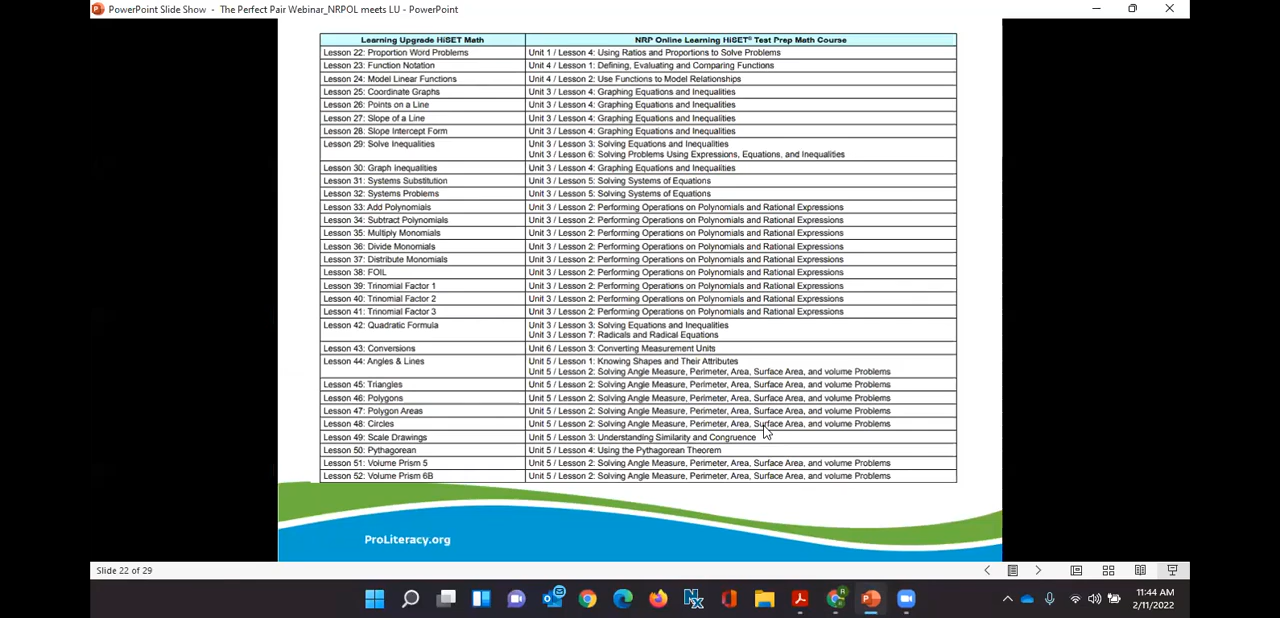 PowerPoint Slide Show - The Perfect Pair Webinar_NRPOL meets LU - PowerPoint
Learning Upgrade HiSET Math NRP Online Learning HiSET® Test Prep Math Course
Lesson 22: Proportion Word Problems Unit 1 / Lesson 4: Using Ratios and Proportions to Solve Problems
Lesson 23: Function Notation Unit 4 / Lesson 1: Defining, Evaluating and Comparing Functions
Lesson 24: Model Linear Functions Unit 4 / Lesson 2: Use Functions to Model Relationships
Lesson 25: Coordinate Graphs Unit 3 / Lesson 4: Graphing Equations and Inequalities
Lesson 26: Points on a Line Unit 3 / Lesson 4: Graphing Equations and Inequalities
Lesson 27: Slope of a Line Unit 3 / Lesson 4: Graphing Equations and Inequalities
Lesson 28: Slope Intercept Form Unit 3 / Lesson 4: Graphing Equations and Inequalities
Lesson 29: Solve Inequalities Unit 3 / Lesson 3: Solving Equations and Inequalities
Unit 3 / Lesson 6: Solving Problems Using Expressions, Equations, and Inequalities
Lesson 30: Graph Inequalities Unit 3 / Lesson 4: Graphing Equations and Inequalities
Lesson 31: Systems Substitution Unit 3 / Lesson 5: Solving Systems of Equations
Lesson 32: Systems Problems Unit 3 / Lesson 5: Solving Systems of Equations
Lesson 33: Add Polynomials Unit 3 / Lesson 2: Performing Operations on Polynomials and Rational Expressions
Lesson 34: Subtract Polynomials Unit 3 / Lesson 2: Performing Operations on Polynomials and Rational Expressions
Lesson 35: Multiply Monomials Unit 3 / Lesson 2: Performing Operations on Polynomials and Rational Expressions
Lesson 36: Divide Monomials Unit 3 / Lesson 2: Performing Operations on Polynomials and Rational Expressions
Lesson 37: Distribute Monomials Unit 3 / Lesson 2: Performing Operations on Polynomials and Rational Expressions
Lesson 38: FOIL Unit 3 / Lesson 2: Performing Operations on Polynomials and Rational Expressions
Lesson 39: Trinomial Factor 1 Unit 3 / Lesson 2: Performing Operations on Polynomials and Rational Expressions
Lesson 40: Trinomial Factor 2 Unit 3 / Lesson 2: Performing Operations on Polynomials and Rational Expressions
Lesson 41: Trinomial Factor 3 Unit 3 / Lesson 2: Performing Operations on Polynomials and Rational Expressions
Lesson 42: Quadratic Formula Unit 3 / Lesson 3: Solving Equations and Inequalities
Unit 3 / Lesson 7: Radicals and Radical Equations
Lesson 43: Conversions Unit 6 / Lesson 3: Converting Measurement Units
Lesson 44: Angles & Lines Unit 5 / Lesson 1: Knowing Shapes and Their Attributes
Unit 5 / Lesson 2: Solving Angle Measure, Perimeter, Area, Surface Area, and volume Problems
Lesson 45: Triangles Unit 5 / Lesson 2: Solving Angle Measure, Perimeter, Area, Surface Area, and volume Problems
Lesson 46: Polygons Unit 5 / Lesson 2: Solving Angle Measure, Perimeter, Area, Surface Area, and volume Problems
Lesson 47: Polygon Areas Unit 5 / Lesson 2: Solving Angle Measure, Perimeter, Area, Surface Area, and volume Problems
Lesson 48: Circles Unit 5 / Lesson 2: Solving Angle Measure, Perimeter, Area, Surface Area, and volume Problems
Lesson 49: Scale Drawings Unit 5 / Lesson 3: Understanding Similarity and Congruence
Lesson 50: Pythagorean Unit 5 / Lesson 4: Using the Pythagorean Theorem
Lesson 51: Volume Prism 5 Unit 5 / Lesson 2: Solving Angle Measure, Perimeter, Area, Surface Area, and volume Problems
Lesson 52: Volume Prism 6B Unit 5 / Lesson 2: Solving Angle Measure, Perimeter, Area, Surface Area, and volume Problems
ProLiteracy.org
Slide 22 of 29
11:44 AM
2/11/2022